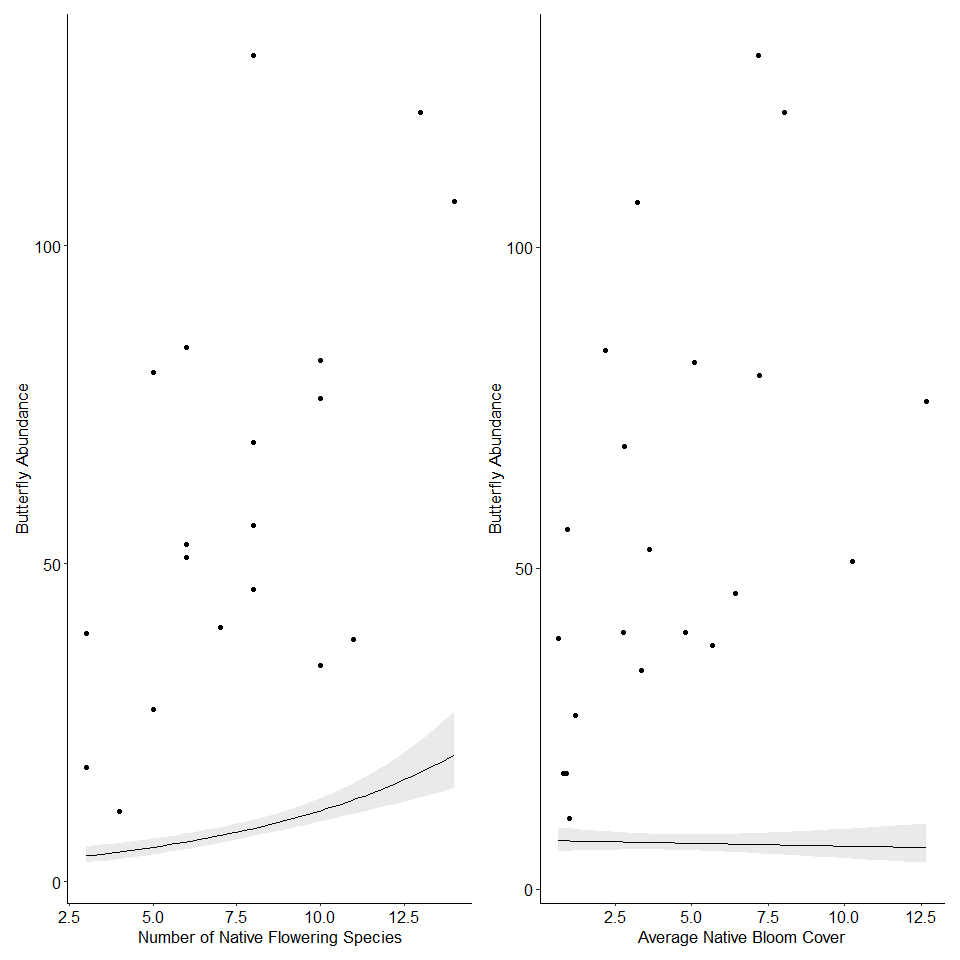 Butterfly Abundance
100
50
0
2.5 5.0 7.5 10.0 12.5
Number of Native Flowering Species
Butterfly Abundance
100
50
0
2.5 5.0 7.5 10.0 12.5
Average Native Bloom Cover